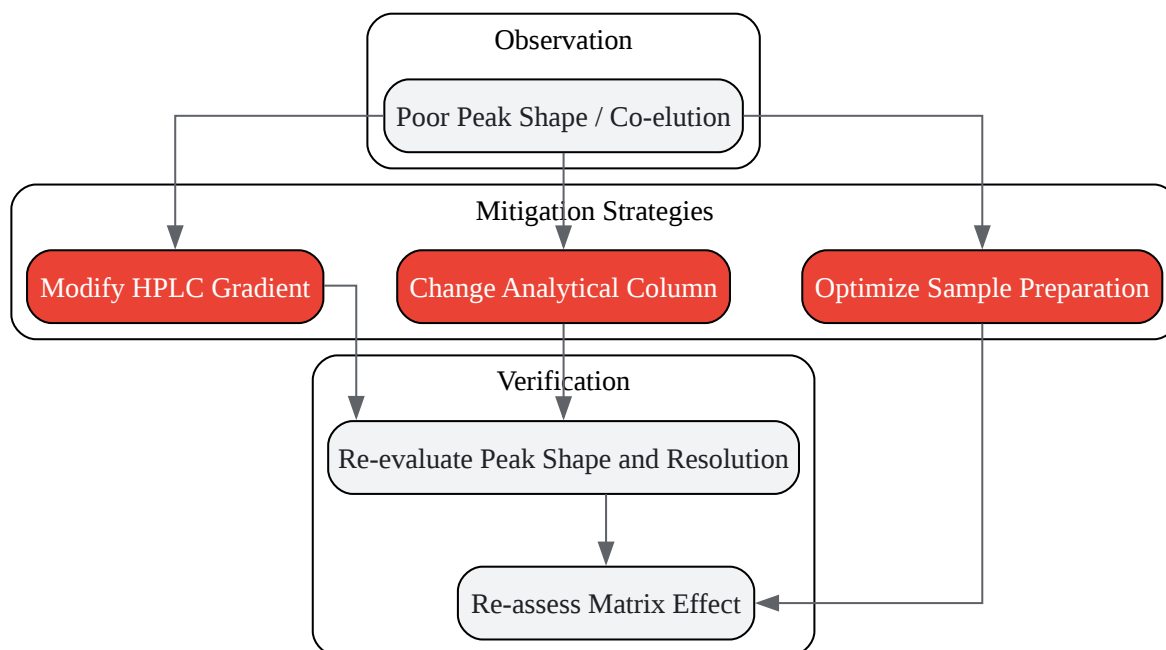 Observation
Poor Peak Shape / Co-elution
Mitigation Strategies
Modify HPLC Gradient
Change Analytical Column
Optimize Sample Preparation
Verification
Re-evaluate Peak Shape and Resolution
Re-assess Matrix Effect